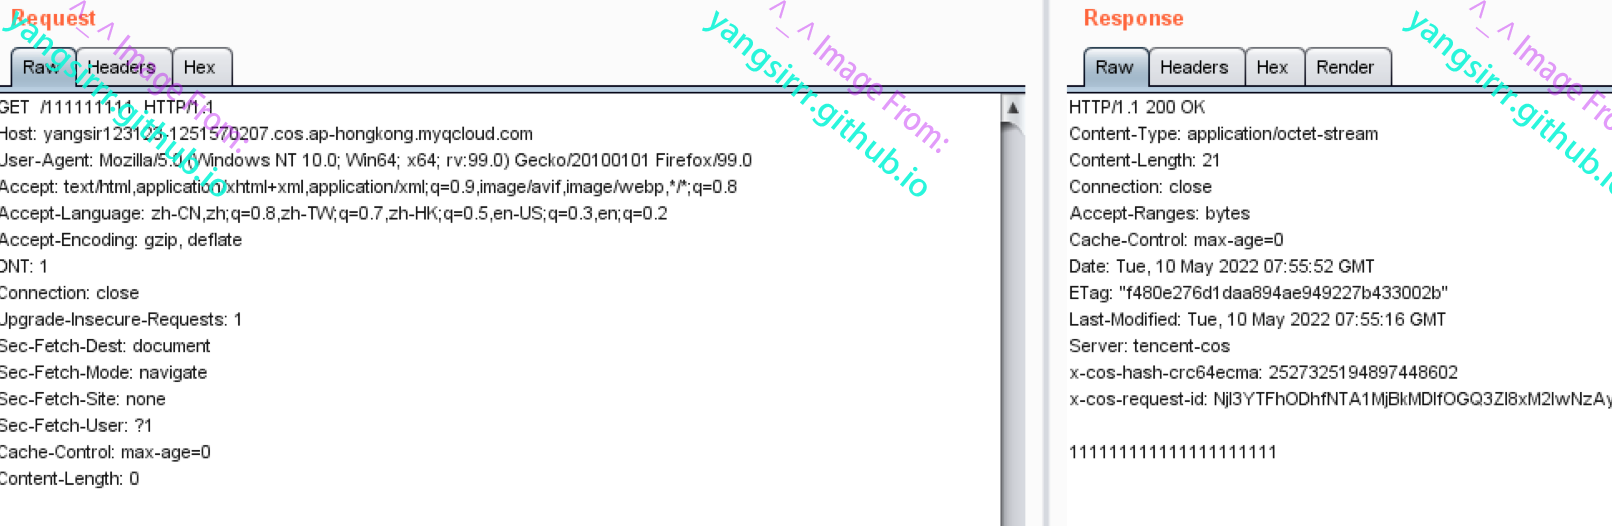 Request
Raw Headers Hex
GET /111111111 HTTP/1.1
Host: yangsir123123-1251570207.cos.ap-hongkong.myqcloud.com
User-Agent: Mozilla/5.0 (Windows NT 10.0; Win64; x64; rv:99.0) Gecko/20100101 Firefox/99.0
Accept: text/html,application/xhtml+xml,application/xml;q=0.9,image/avif,image/webp,*/*;q=0.8
Accept-Language: zh-CN,zh;q=0.8,zh-TW;q=0.7,zh-HK;q=0.5,en-US;q=0.3,en;q=0.2
Accept-Encoding: gzip, deflate
DNT: 1
Connection: close
Upgrade-Insecure-Requests: 1
Sec-Fetch-Dest: document
Sec-Fetch-Mode: navigate
Sec-Fetch-Site: none
Sec-Fetch-User: ?1
Cache-Control: max-age=0
Content-Length: 0
Response
Raw Headers Hex Render
HTTP/1.1 200 OK
Content-Type: application/octet-stream
Content-Length: 21
Connection: close
Accept-Ranges: bytes
Cache-Control: max-age=0
Date: Tue, 10 May 2022 07:55:52 GMT
ETag: "f480e276d1daa894ae949227b433002b"
Last-Modified: Tue, 10 May 2022 07:55:16 GMT
Server: tencent-cos
x-cos-hash-crc64ecma: 2527325194897448602
x-cos-request-id:
111111111111111111111
^_^ Image From:
yangsirrr.github.io
^_^ Image From:
yangsirrr.github.io
^_^ Image From:
yangsirrr.github.io